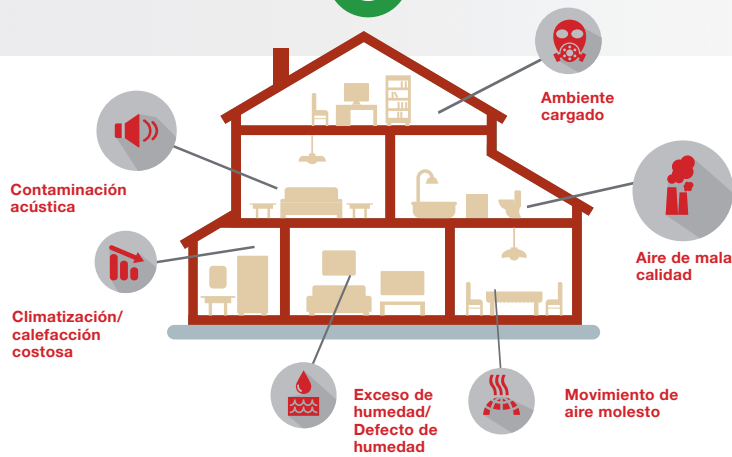 Ambiente
cargado
Contaminación
acústica
Aire de mala
calidad
Climatización/
calefacción
costosa
Exceso de
humedad/
Defecto de
humedad
Movimiento de
aire molesto